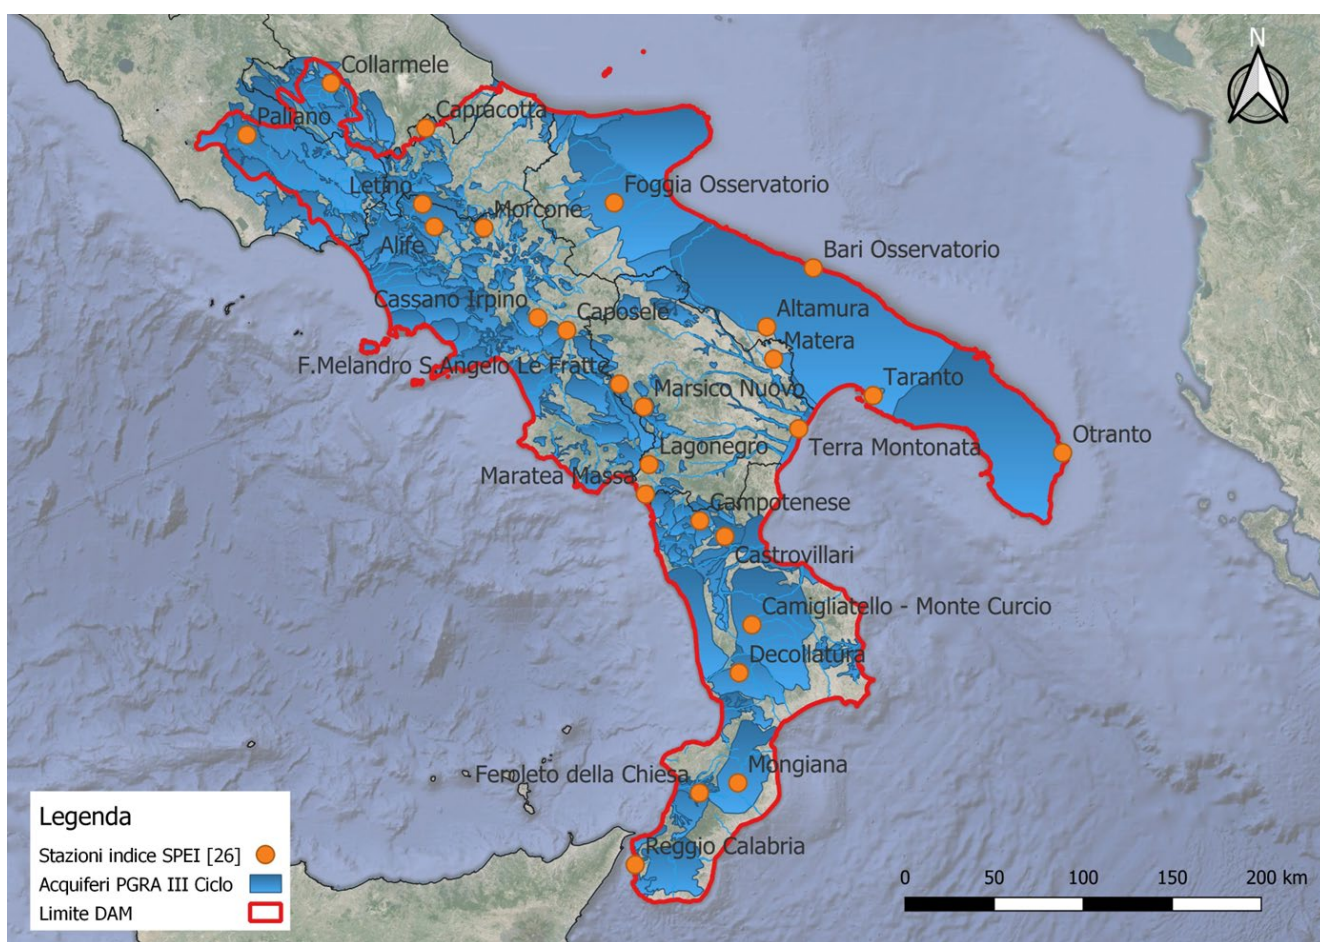 N
Collarmele
Capracotta
Paliano
Letino
Foggia Osservatorio
Morcone
Alife
Bari Osservatorio
Cassano Irpino
Caposele
Altamura
Matera
F.Melandro S.Angelo Le Fratte
Marsico Nuovo
Taranto
Otranto
Lagonegro
Terra Montonata
Maratea Massa
Campotenese
Castrovillari
Camigliatello - Monte Curcio
Decollatura
Mongiana
Feroleto della Chiesa
Reggio Calabria
Legenda
Stazioni indice SPEI [26]
Acquiferi PGRA III Ciclo
Limite DAM
0 50 100 150 200 km